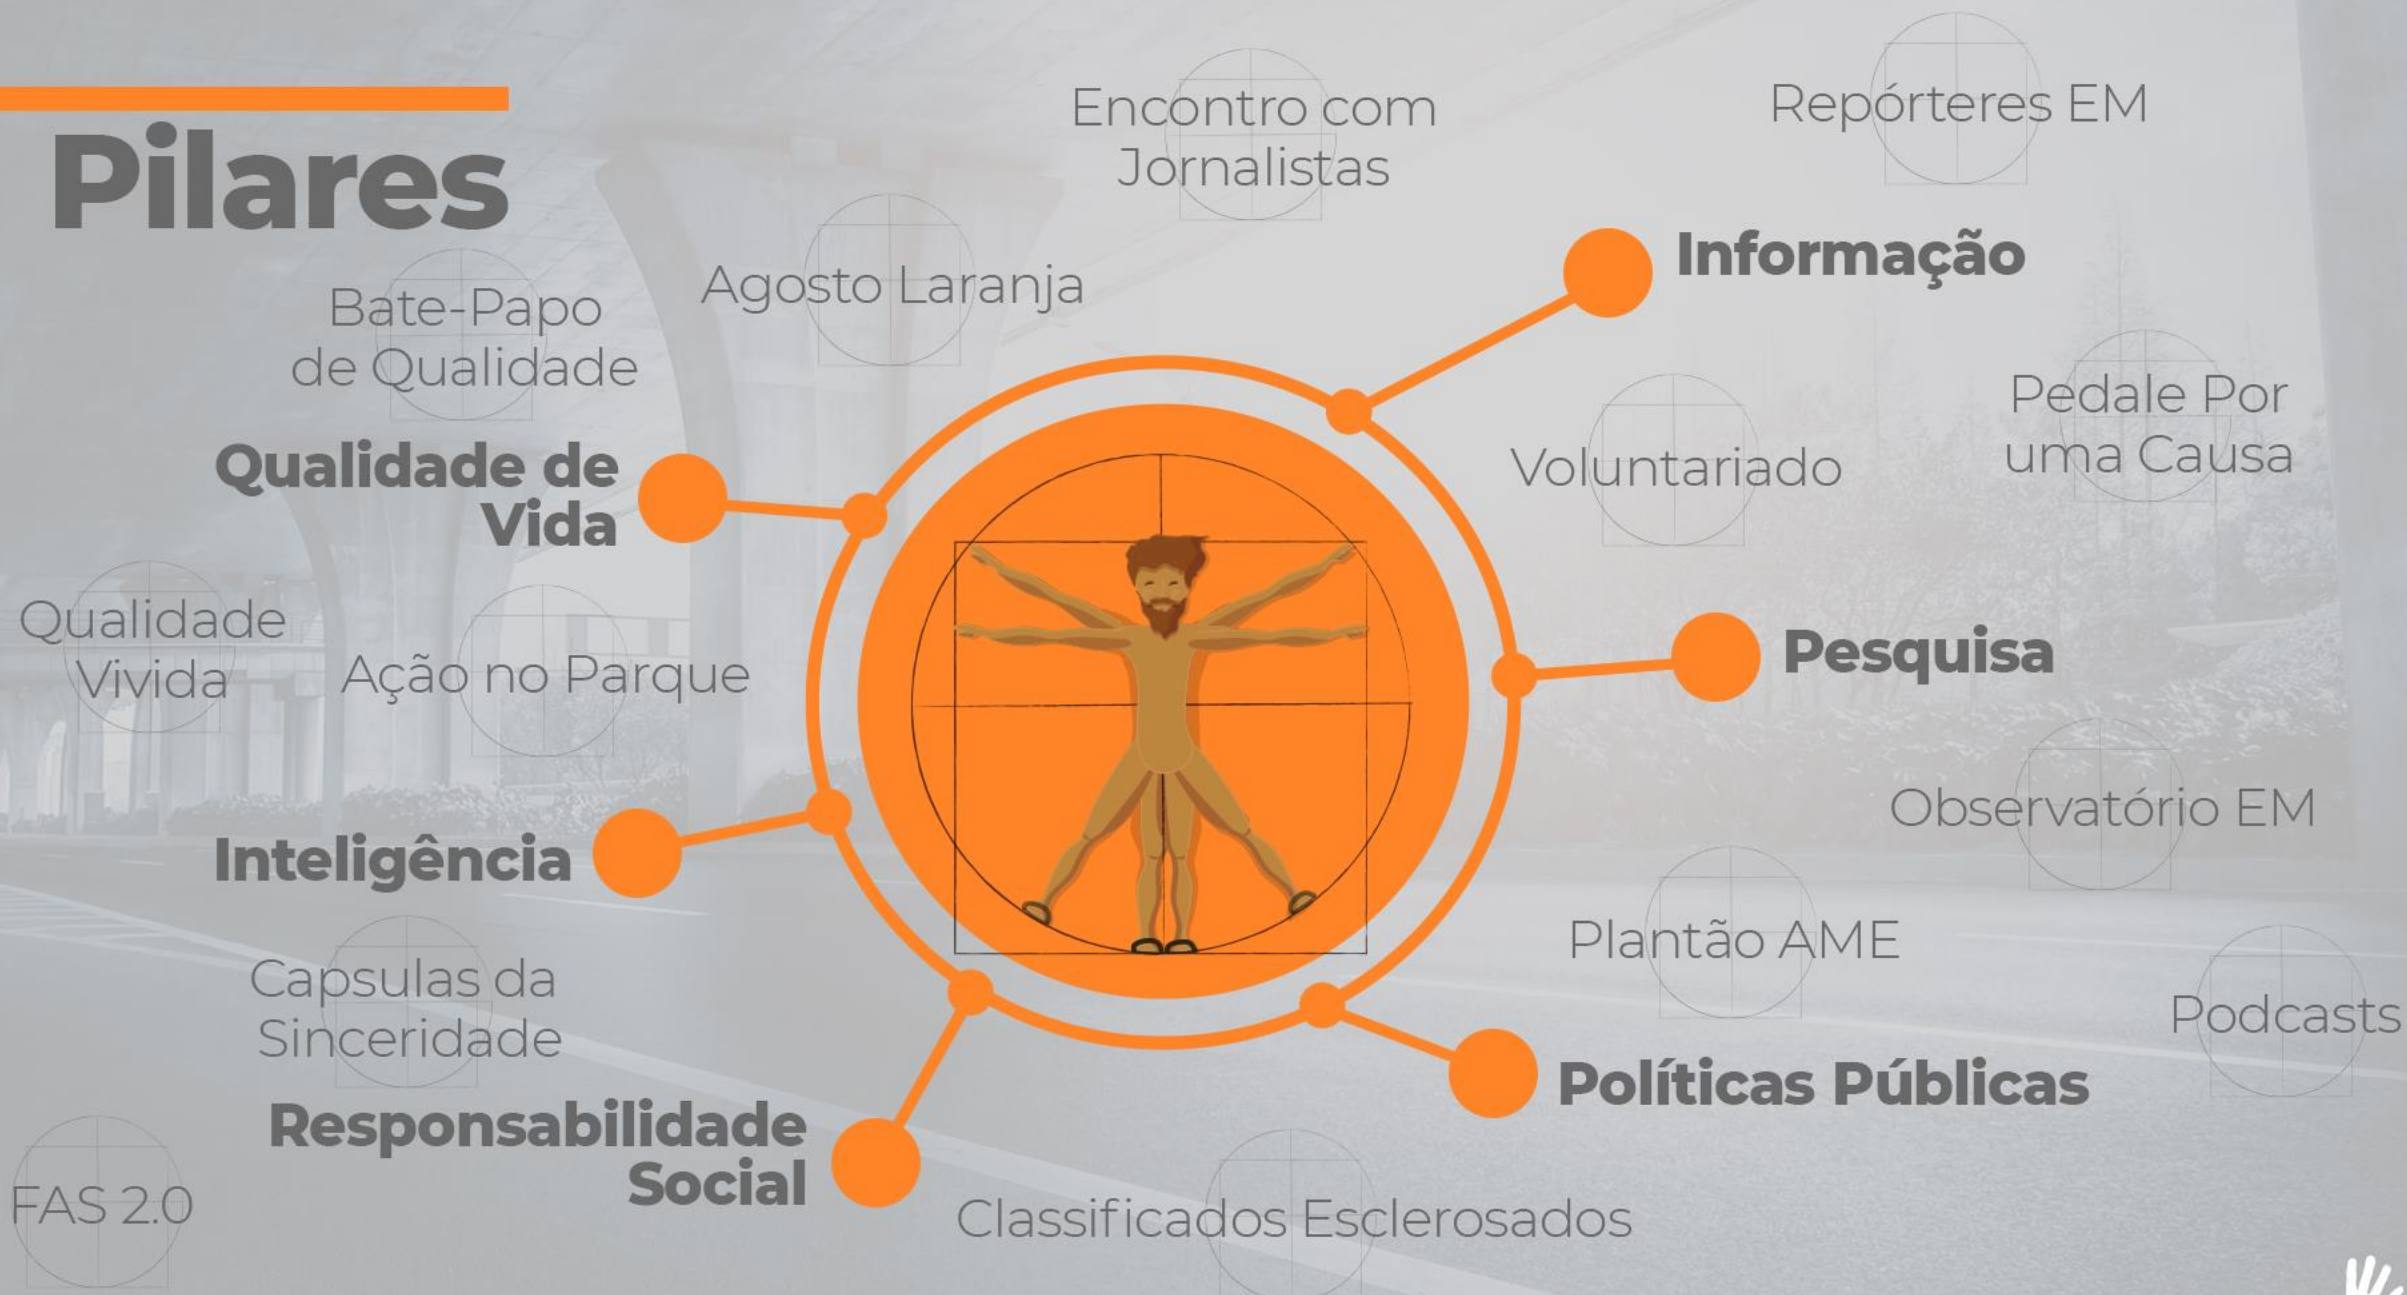 Pilares
Encontro com
Jornalistas
Repórteres EM
Informação
Bate-Papo
de Qualidade
Agosto Laranja
Pedale Por
uma Causa
Voluntariado
Qualidade de
Vida
Qualidade
Vivida
Ação no Parque
Pesquisa
Observatório EM
Inteligência
Plantão AME
Podcasts
Capsulas da
Sinceridade
Políticas Públicas
Responsabilidade
Social
FAS 2.0
Classificados Esclerosados